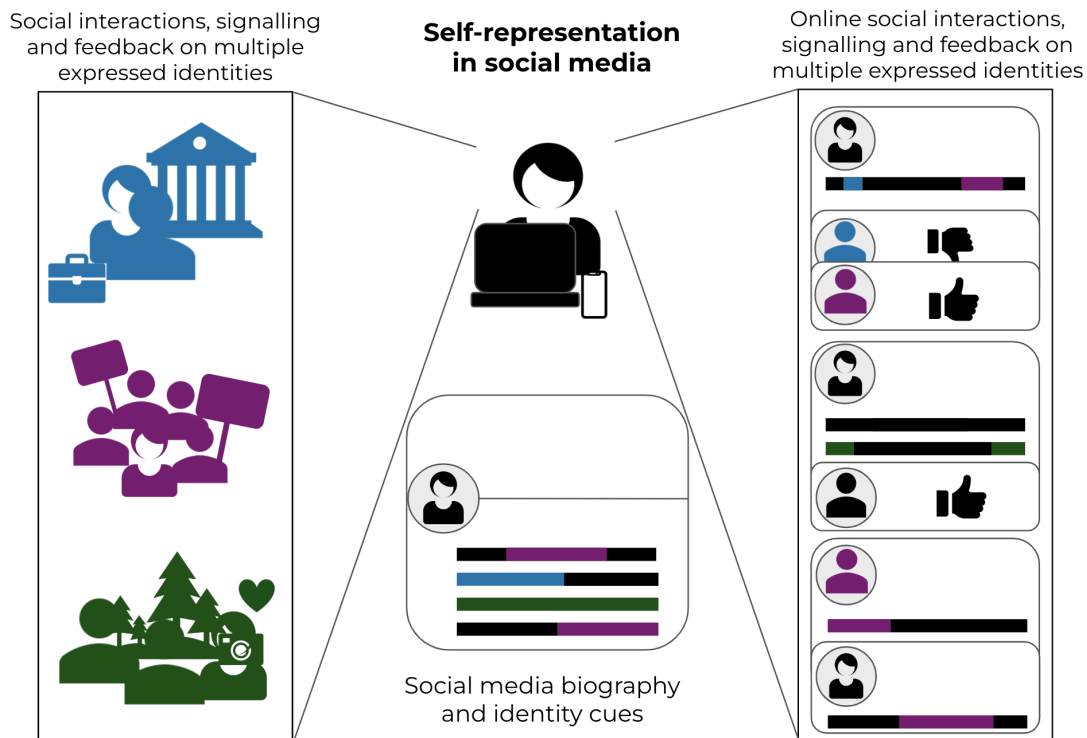 Social interactions, signalling
and feedback on multiple
expressed identities
Self-representation
in social media
Online social interactions,
signalling and feedback on
multiple expressed identities
Social media biography
and identity cues